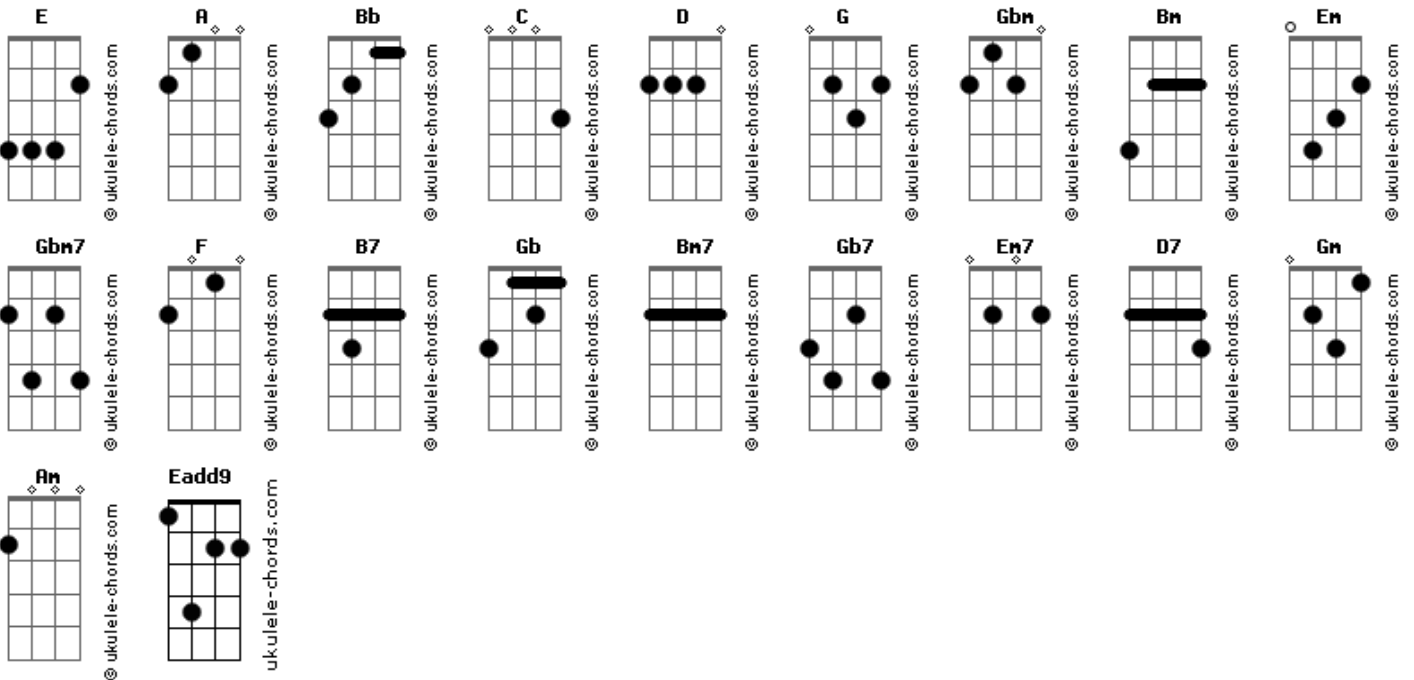 E A Bb C D G Gbm Bm Em
© ukulele-chords.com © ukulele-chords.com © ukulele-chords.com © ukulele-chords.com © ukulele-chords.com © ukulele-chords.com © ukulele-chords.com © ukulele-chords.com © ukulele-chords.com
Gbm7 F B7 Gb Bm7 Gb7 Em7 D7 Gm
© ukulele-chords.com © ukulele-chords.com © ukulele-chords.com © ukulele-chords.com © ukulele-chords.com © ukulele-chords.com © ukulele-chords.com © ukulele-chords.com © ukulele-chords.com
Am Eadd9
© ukulele-chords.com ukulele-chords.com